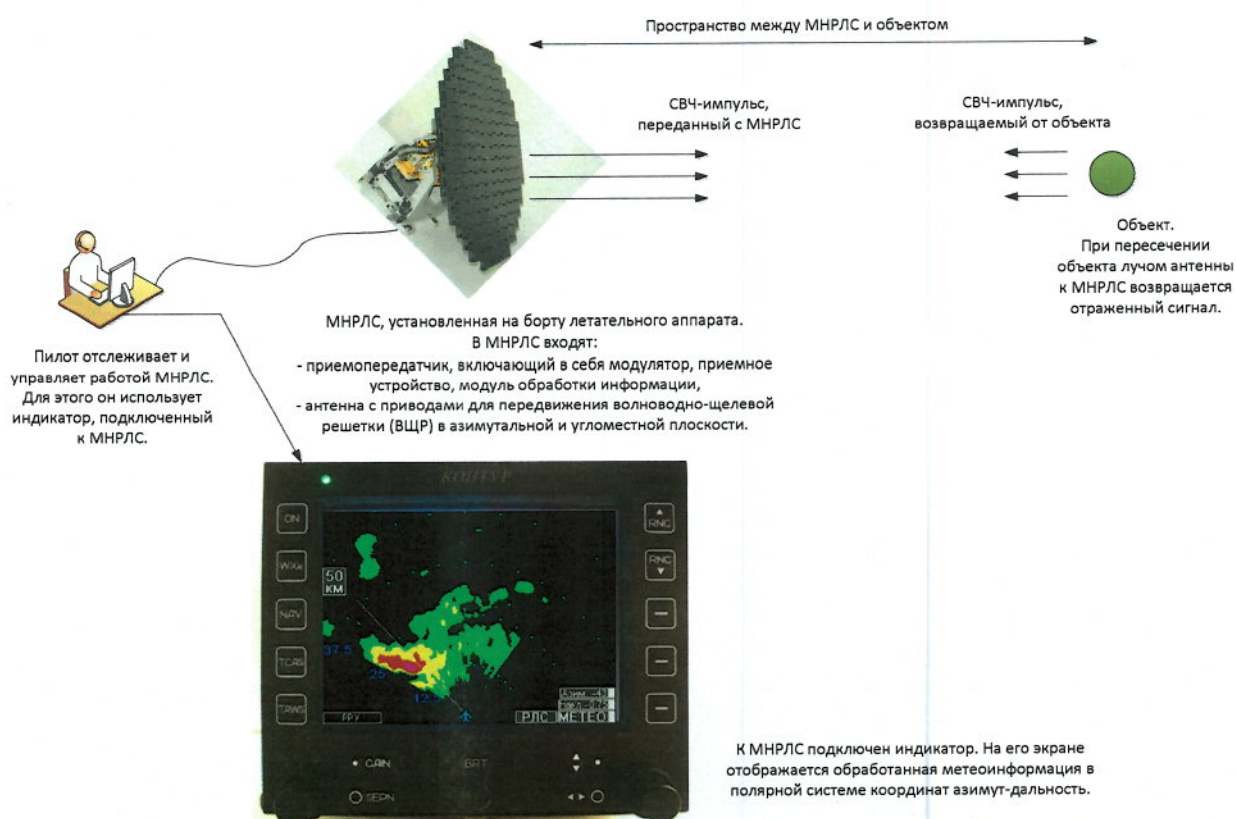 Пространство между МНРЛС и объектом
СВЧ-импульс,
переданный с МНРЛС
СВЧ-импульс,
возвращаемый от объекта
Объект.
При пересечении
объекта лучом антенны
к МНРЛС возвращается
отраженный сигнал.
МНРЛС, установленная на борту летательного аппарата.
В МНРЛС входят:
- приемопередатчик, включающий в себя модулятор, приемное
устройство, модуль обработки информации,
- антенна с приводами для передвижения волноводно-щелевой
решетки (ВЩР) в азимутальной и угломестной плоскости.
Пилот отслеживает и
управляет работой МНРЛС.
Для этого он использует
индикатор, подключенный
к МНРЛС.
КОНТУР
ON
WXR
NAV
TCAS
TAWS
RNG
RNG
50
КМ
37.5
25
РРУ
РЛС МЕТЕО
GAIN
BRT
К МНРЛС подключен индикатор. На его экране
отображается обработанная метеоинформация в
полярной системе координат азимут-дальность.